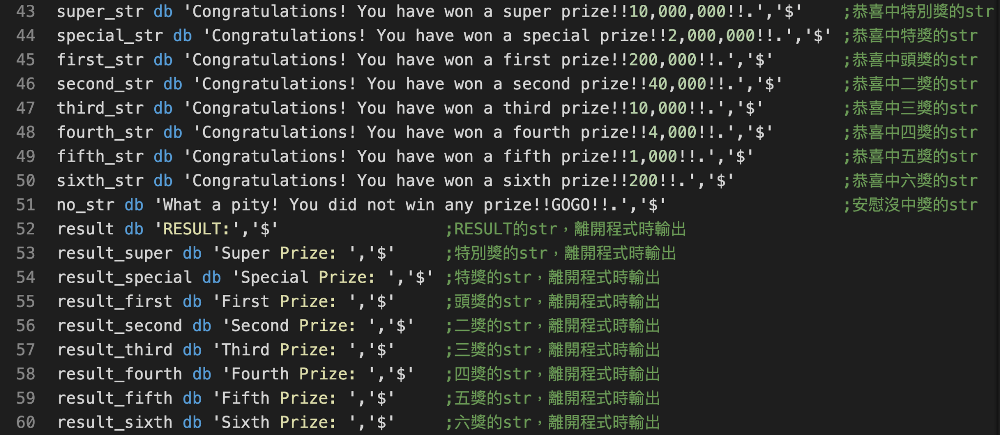 43 super_str db 'Congratulations! You have won a super prize!!10,000,000!!.','$' ;恭喜中特別獎的str
44 special_str db 'Congratulations! You have won a special prize!!2,000,000!!.','$' ;恭喜中特獎的str
45 first_str db 'Congratulations! You have won a first prize!!200,000!!.','$' ;恭喜中頭獎的str
46 second_str db 'Congratulations! You have won a second prize!!40,000!!.','$' ;恭喜中二獎的str
47 third_str db 'Congratulations! You have won a third prize!!10,000!!.','$' ;恭喜中三獎的str
48 fourth_str db 'Congratulations! You have won a fourth prize!!4,000!!.','$' ;恭喜中四獎的str
49 fifth_str db 'Congratulations! You have won a fifth prize!!1,000!!.','$' ;恭喜中五獎的str
50 sixth_str db 'Congratulations! You have won a sixth prize!!200!!.','$' ;恭喜中六獎的str
51 no_str db 'What a pity! You did not win any prize!!GOGO!!.','$' ;安慰沒中獎的str
52 result db 'RESULT:','$' ;RESULT的str，離開程式時輸出
53 result_super db 'Super Prize: ','$' ;特別獎的str，離開程式時輸出
54 result_special db 'Special Prize: ','$' ;特獎的str，離開程式時輸出
55 result_first db 'First Prize: ','$' ;頭獎的str，離開程式時輸出
56 result_second db 'Second Prize: ','$' ;二獎的str，離開程式時輸出
57 result_third db 'Third Prize: ','$' ;三獎的str，離開程式時輸出
58 result_fourth db 'Fourth Prize: ','$' ;四獎的str，離開程式時輸出
59 result_fifth db 'Fifth Prize: ','$' ;五獎的str，離開程式時輸出
60 result_sixth db 'Sixth Prize: ','$' ;六獎的str，離開程式時輸出